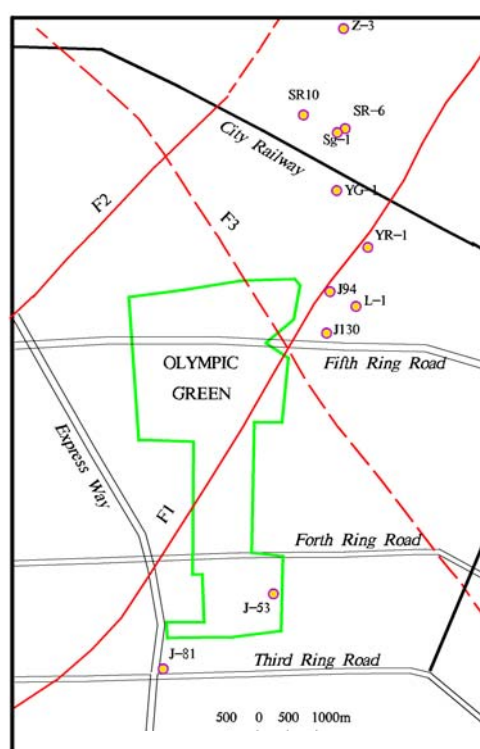 Z-3
SR10
SR-6
Sg-1
City Railway
YG-1
F2
F3
YR-1
J94
L-1
J130
Fifth Ring Road
OLYMPIC
GREEN
Express Way
F1
Forth Ring Road
J-53
J-81
Third Ring Road
500 0 500 1000m